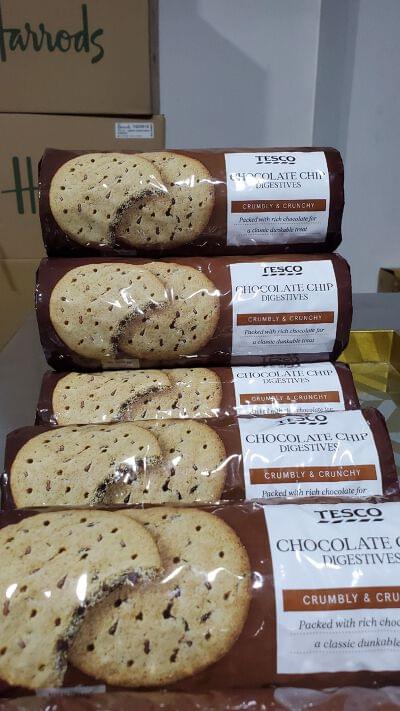 Harrods
H
TESCO
CHOCOLATE CHIP
DIGESTIVES
CRUMBLY & CRUNCHY
Packed with rich chocolate for
a classic dunkable treat
TESCO
CHOCOLATE CHIP
DIGESTIVES
CRUMBLY & CRUNCHY
Packed with rich chocolate for
a classic dunkable treat
TESCO
CHOCOLATE CHIP
DIGESTIVES
CRUMBLY & CRUNCHY
TESCO
CHOCOLATE CHIP
DIGESTIVES
CRUMBLY & CRUNCHY
Packed with rich chocolate for
TESCO
CHOCOLATE C
DIGESTIVES
CRUMBLY & CRU
Packed with rich choc
a classic dunkable